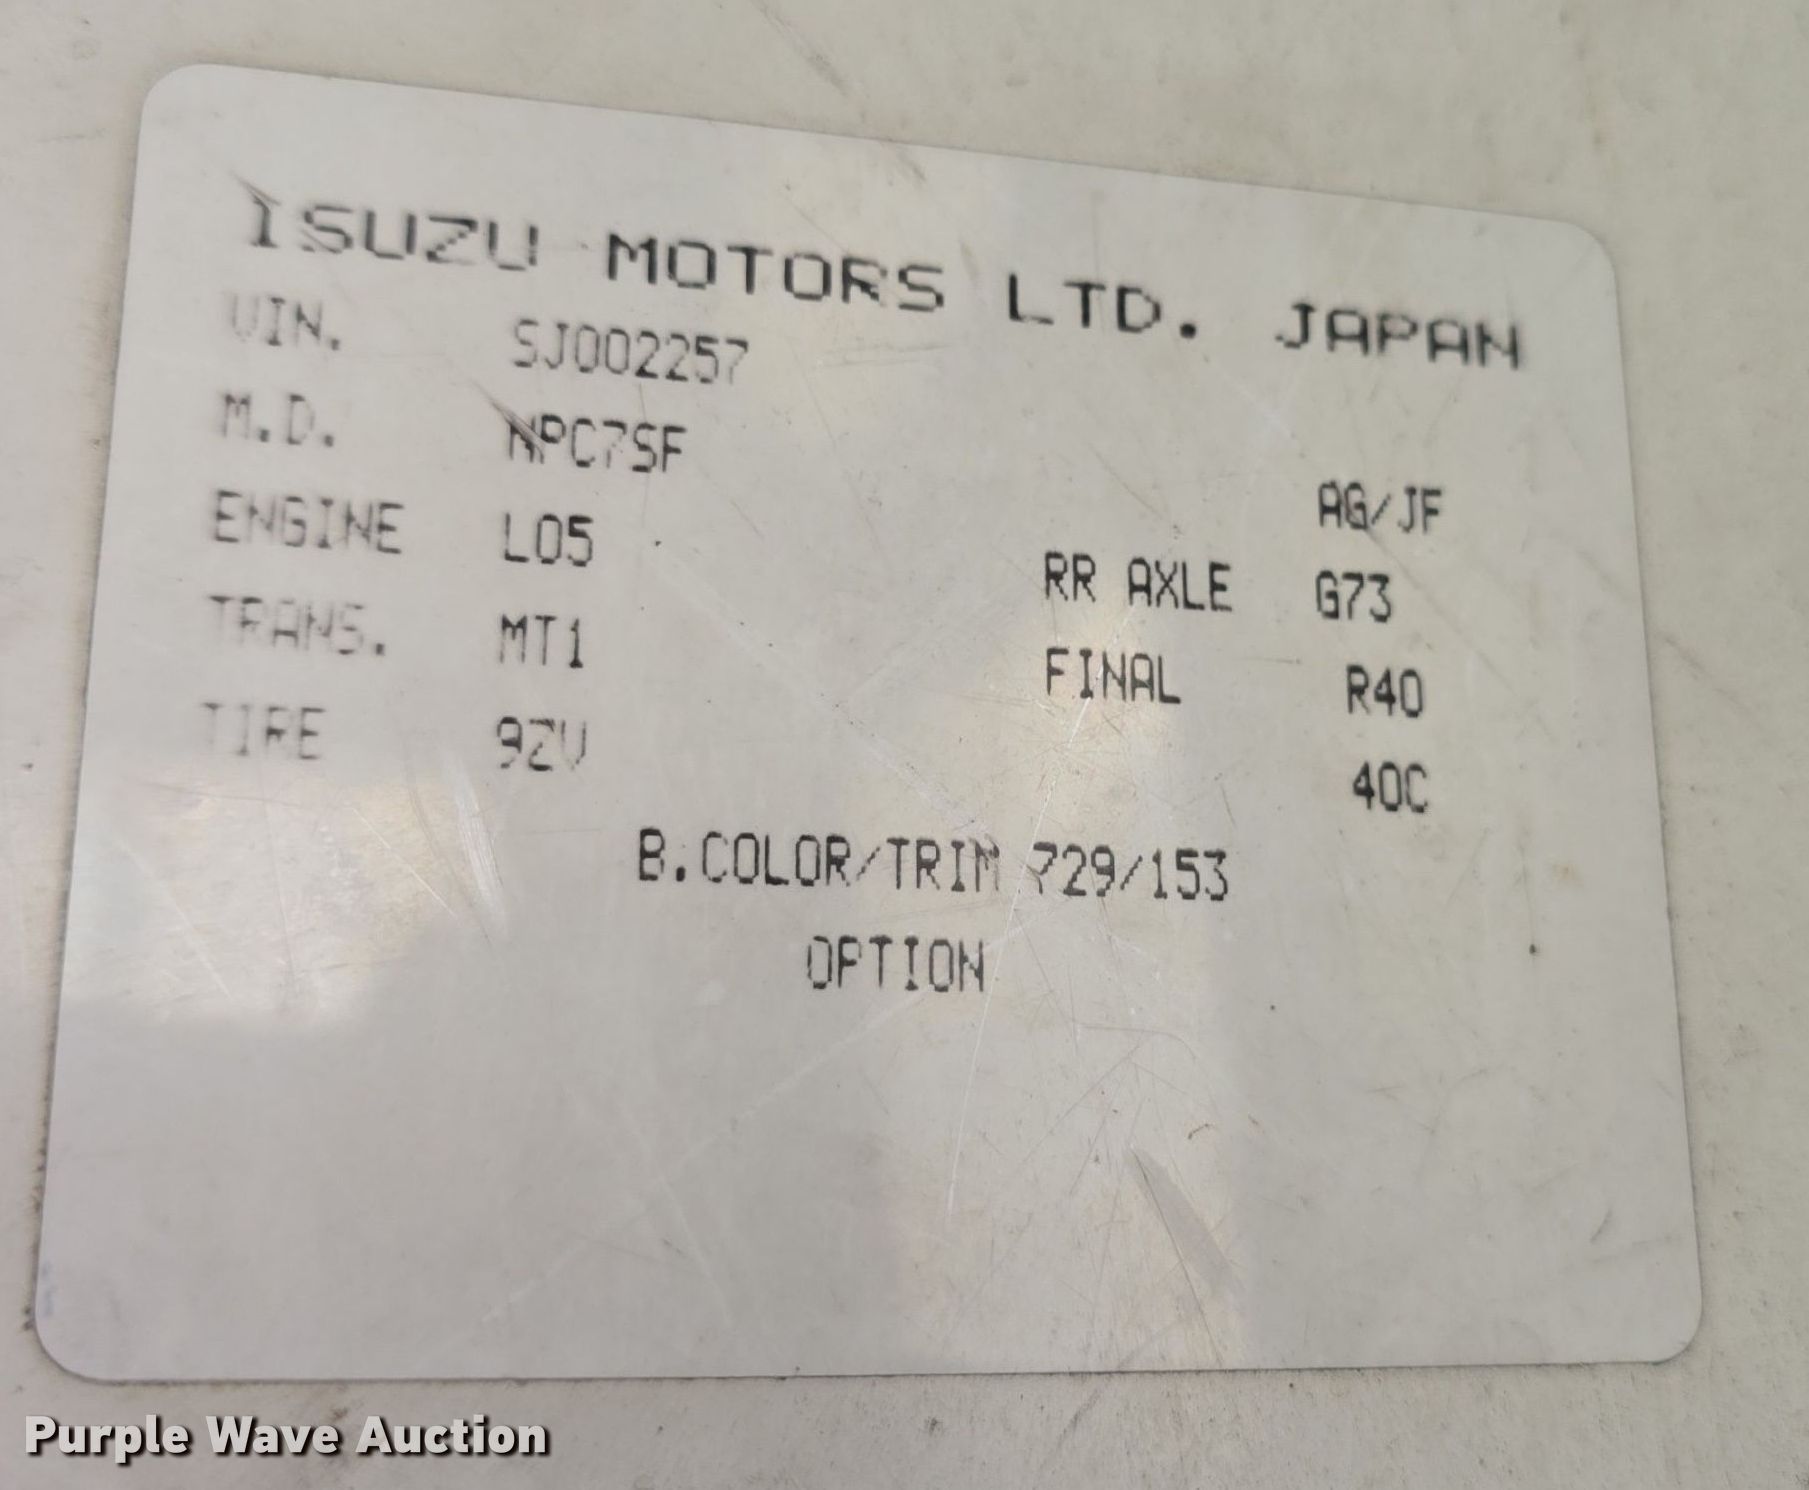 ISUZU MOTORS LTD. JAPAN
VIN. SJ002257
M.D. NPC7SF
AG/JF
ENGINE L05 RR AXLE G73
TRANS. MT1 FINAL R40
TIRE 9ZV 40C
B.COLOR/TRIM 729/153
OPTION
Purple Wave Auction